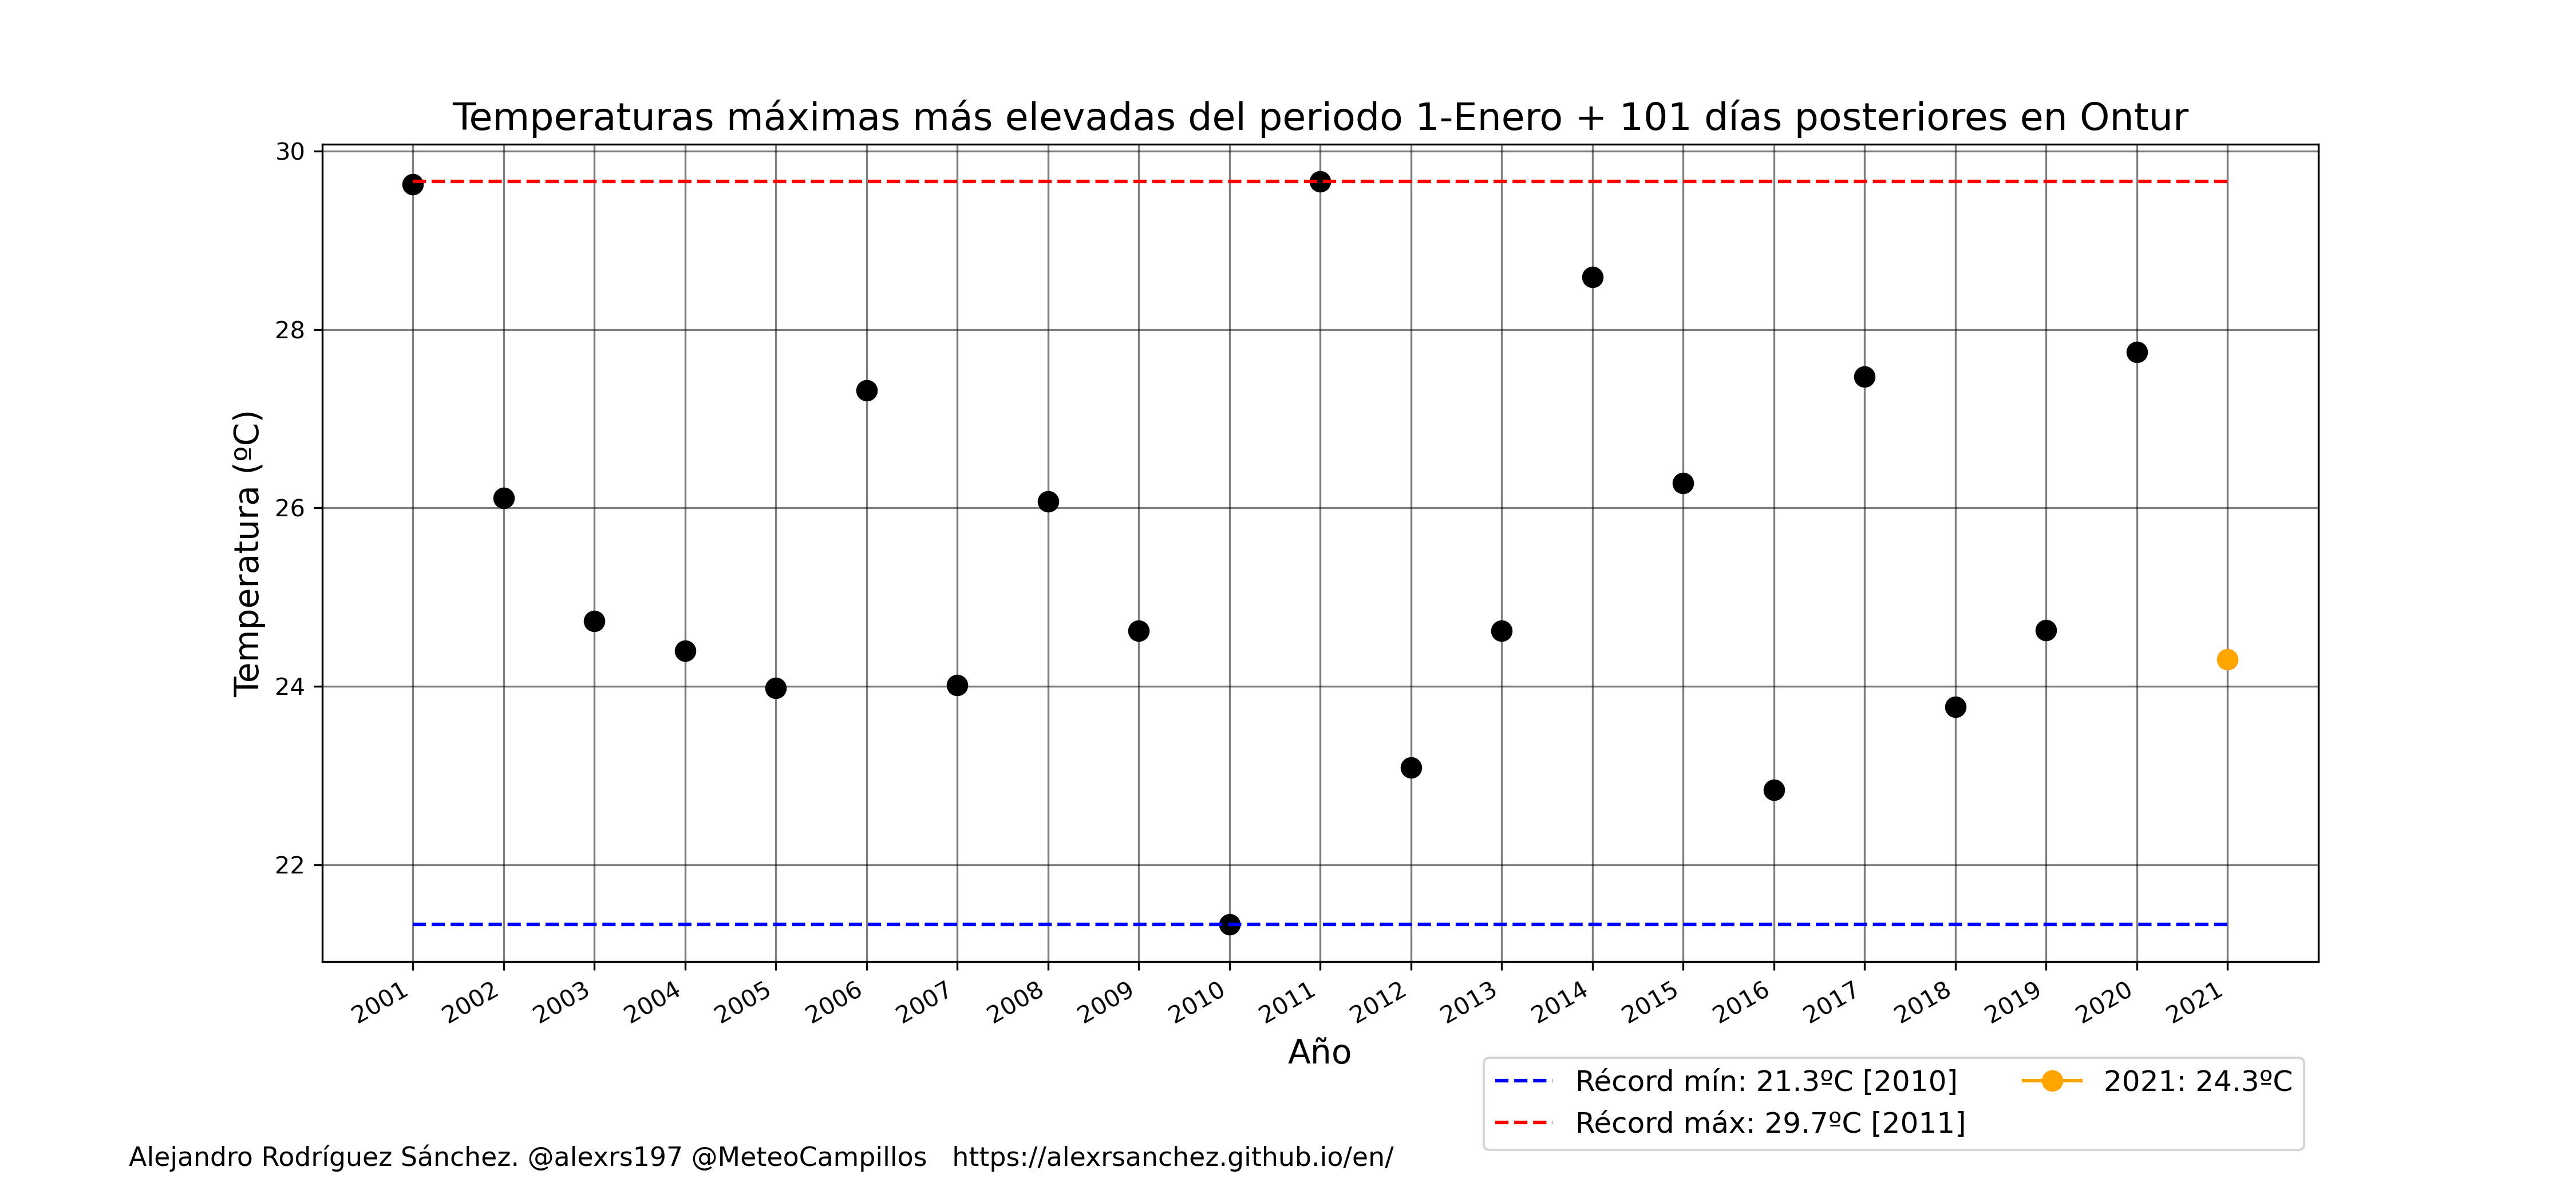 Temperaturas máximas más elevadas del periodo 1-Enero + 101 días posteriores en Ontur
Temperatura (ºC)
30
28
26
24
22
2001 2002 2003 2004 2005 2006 2007 2008 2009 2010 2011 2012 2013 2014 2015 2016 2017 2018 2019 2020 2021
Año
Récord mín: 21.3ºC [2010]
Récord máx: 29.7ºC [2011]
2021: 24.3ºC
Alejandro Rodríguez Sánchez. @alexrs197 @MeteoCampillos https://alexrsanchez.github.io/en/